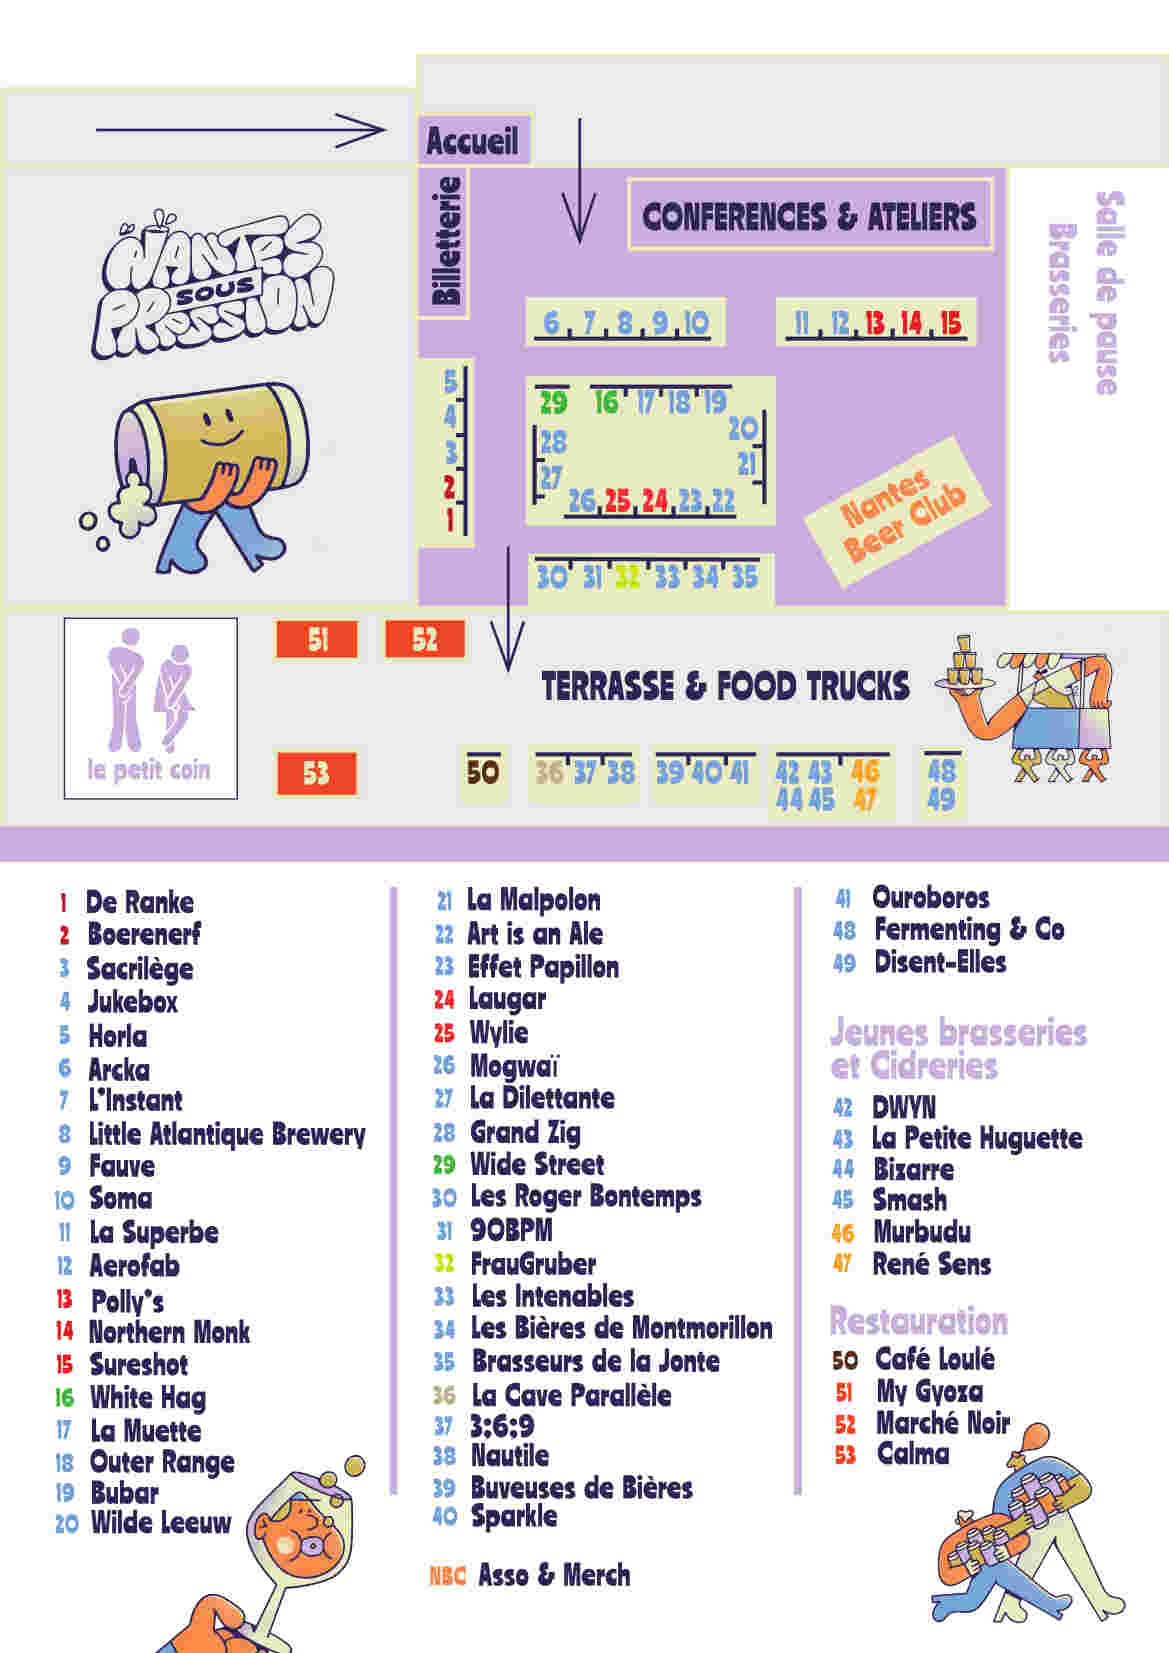 Accueil
Billetterie
CONFERENCES & ATELIERS
Salle de pause
Brasseries
NANTES
SOUS
PRESSION
6 7 8 9 10
11 12 13 14 15
5
4
3
2
1
29 16 17 18 19
28
27
20
21
26 25 24 23 22
Nantes
Beer Club
30 31 32 33 34 35
51
52
TERRASSE & FOOD TRUCKS
le petit coin
53
50
36 37 38
39 40 41
42 43 46
44 45 47
48
49
1 De Ranke
2 Boerenerf
3 Sacrilège
4 Jukebox
5 Horla
6 Arcka
7 L'Instant
8 Little Atlantique Brewery
9 Fauve
10 Soma
11 La Superbe
12 Aerofab
13 Polly's
14 Northern Monk
15 Sureshot
16 White Hag
17 La Muette
18 Outer Range
19 Bubar
20 Wilde Leeuw
21 La Malpolon
22 Art is an Ale
23 Effet Papillon
24 Laugar
25 Wylie
26 Mogwaï
27 La Dilettante
28 Grand Zig
29 Wide Street
30 Les Roger Bontemps
31 90BPM
32 FrauGruber
33 Les Intenables
34 Les Bières de Montmorillon
35 Brasseurs de la Jonte
36 La Cave Parallèle
37 3:6:9
38 Nautile
39 Buveuses de Bières
40 Sparkle
NBC Asso & Merch
41 Ouroboros
48 Fermenting & Co
49 Disent-Elles
Jeunes brasseries
et Cidreries
42 DWYN
43 La Petite Huguette
44 Bizarre
45 Smash
46 Murbudu
47 René Sens
Restauration
50 Café Loulé
51 My Gyoza
52 Marché Noir
53 Calma